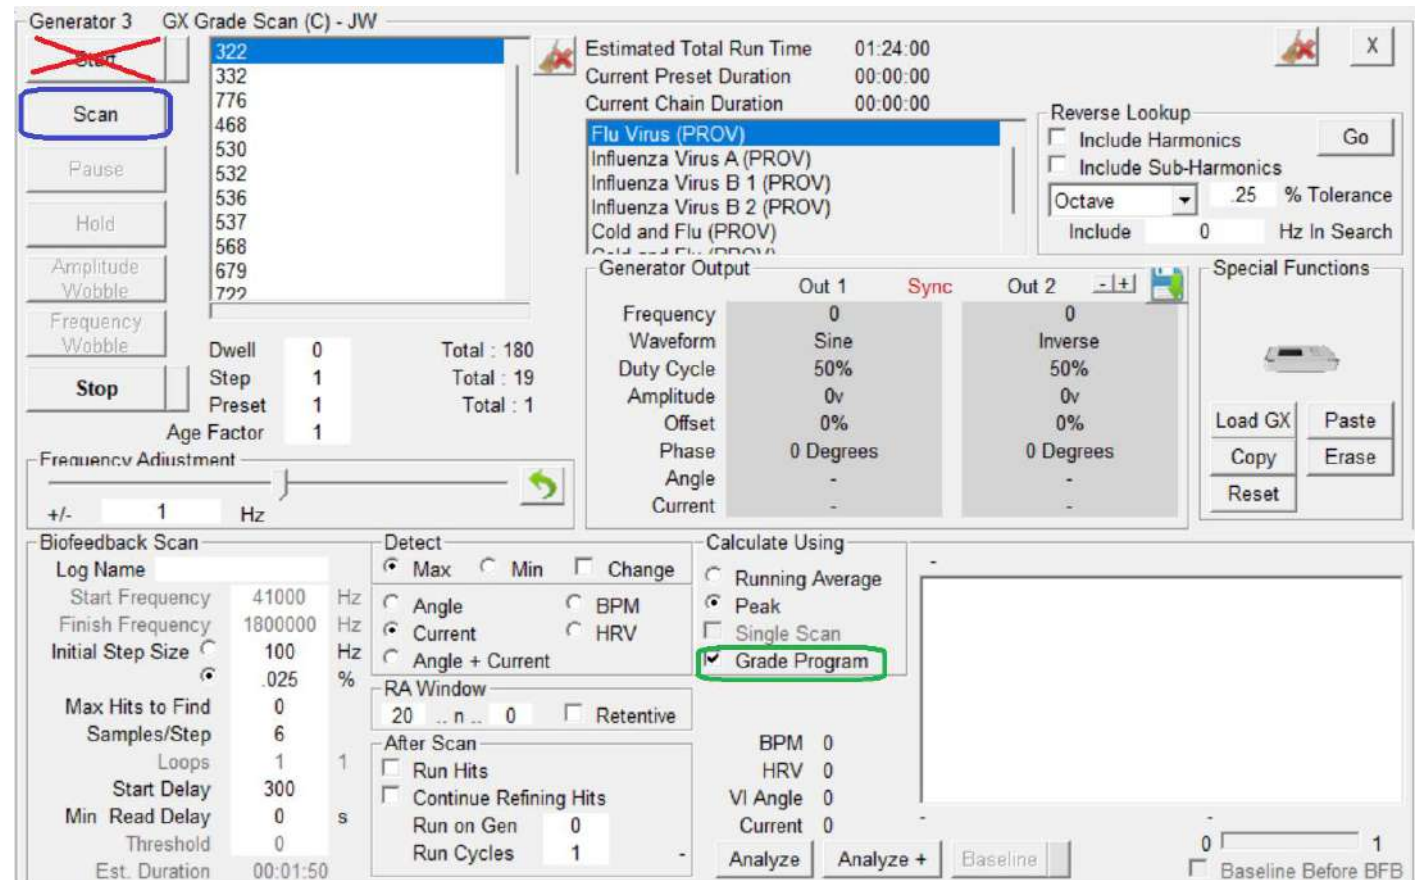 Generator 3 GX Grade Scan (C) - JW
Start
Scan
Pause
Hold
Amplitude
Wobble
Frequency
Wobble
Stop
322
332
776
468
530
532
536
537
568
679
722
Dwell 0 Total : 180
Step 1 Total : 19
Preset 1 Total : 1
Age Factor 1
Estimated Total Run Time 01:24:00
Current Preset Duration 00:00:00
Current Chain Duration 00:00:00
Flu Virus (PROV)
Influenza Virus A (PROV)
Influenza Virus B 1 (PROV)
Influenza Virus B 2 (PROV)
Cold and Flu (PROV)
Cold and Flu (PROV)
X
Reverse Lookup
Include Harmonics Go
Include Sub-Harmonics
Octave .25 % Tolerance
Include 0 Hz In Search
Generator Output
Out 1 Sync Out 2 - +
Frequency 0 0
Waveform Sine Inverse
Duty Cycle 50% 50%
Amplitude 0v 0v
Offset 0% 0%
Phase 0 Degrees 0 Degrees
Angle - -
Current - -
Special Functions
Load GX Paste
Copy Erase
Reset
Frequency Adjustment
+/- 1 Hz
Biofeedback Scan
Log Name
Start Frequency 41000 Hz
Finish Frequency 1800000 Hz
Initial Step Size 100 Hz
.025 %
Max Hits to Find 0
Samples/Step 6
Loops 1 1
Start Delay 300
Min Read Delay 0 s
Threshold 0
Est. Duration 00:01:50
Detect
Max Min Change
Angle BPM
Current HRV
Angle + Current
RA Window
20 .. n .. 0 Retentive
After Scan
Run Hits
Continue Refining Hits
Run on Gen 0
Run Cycles 1 -
Calculate Using
Running Average
Peak
Single Scan
Grade Program
BPM 0
HRV 0
VI Angle 0
Current 0
Analyze Analyze + Baseline
-
- -
0 1
Baseline Before BFB